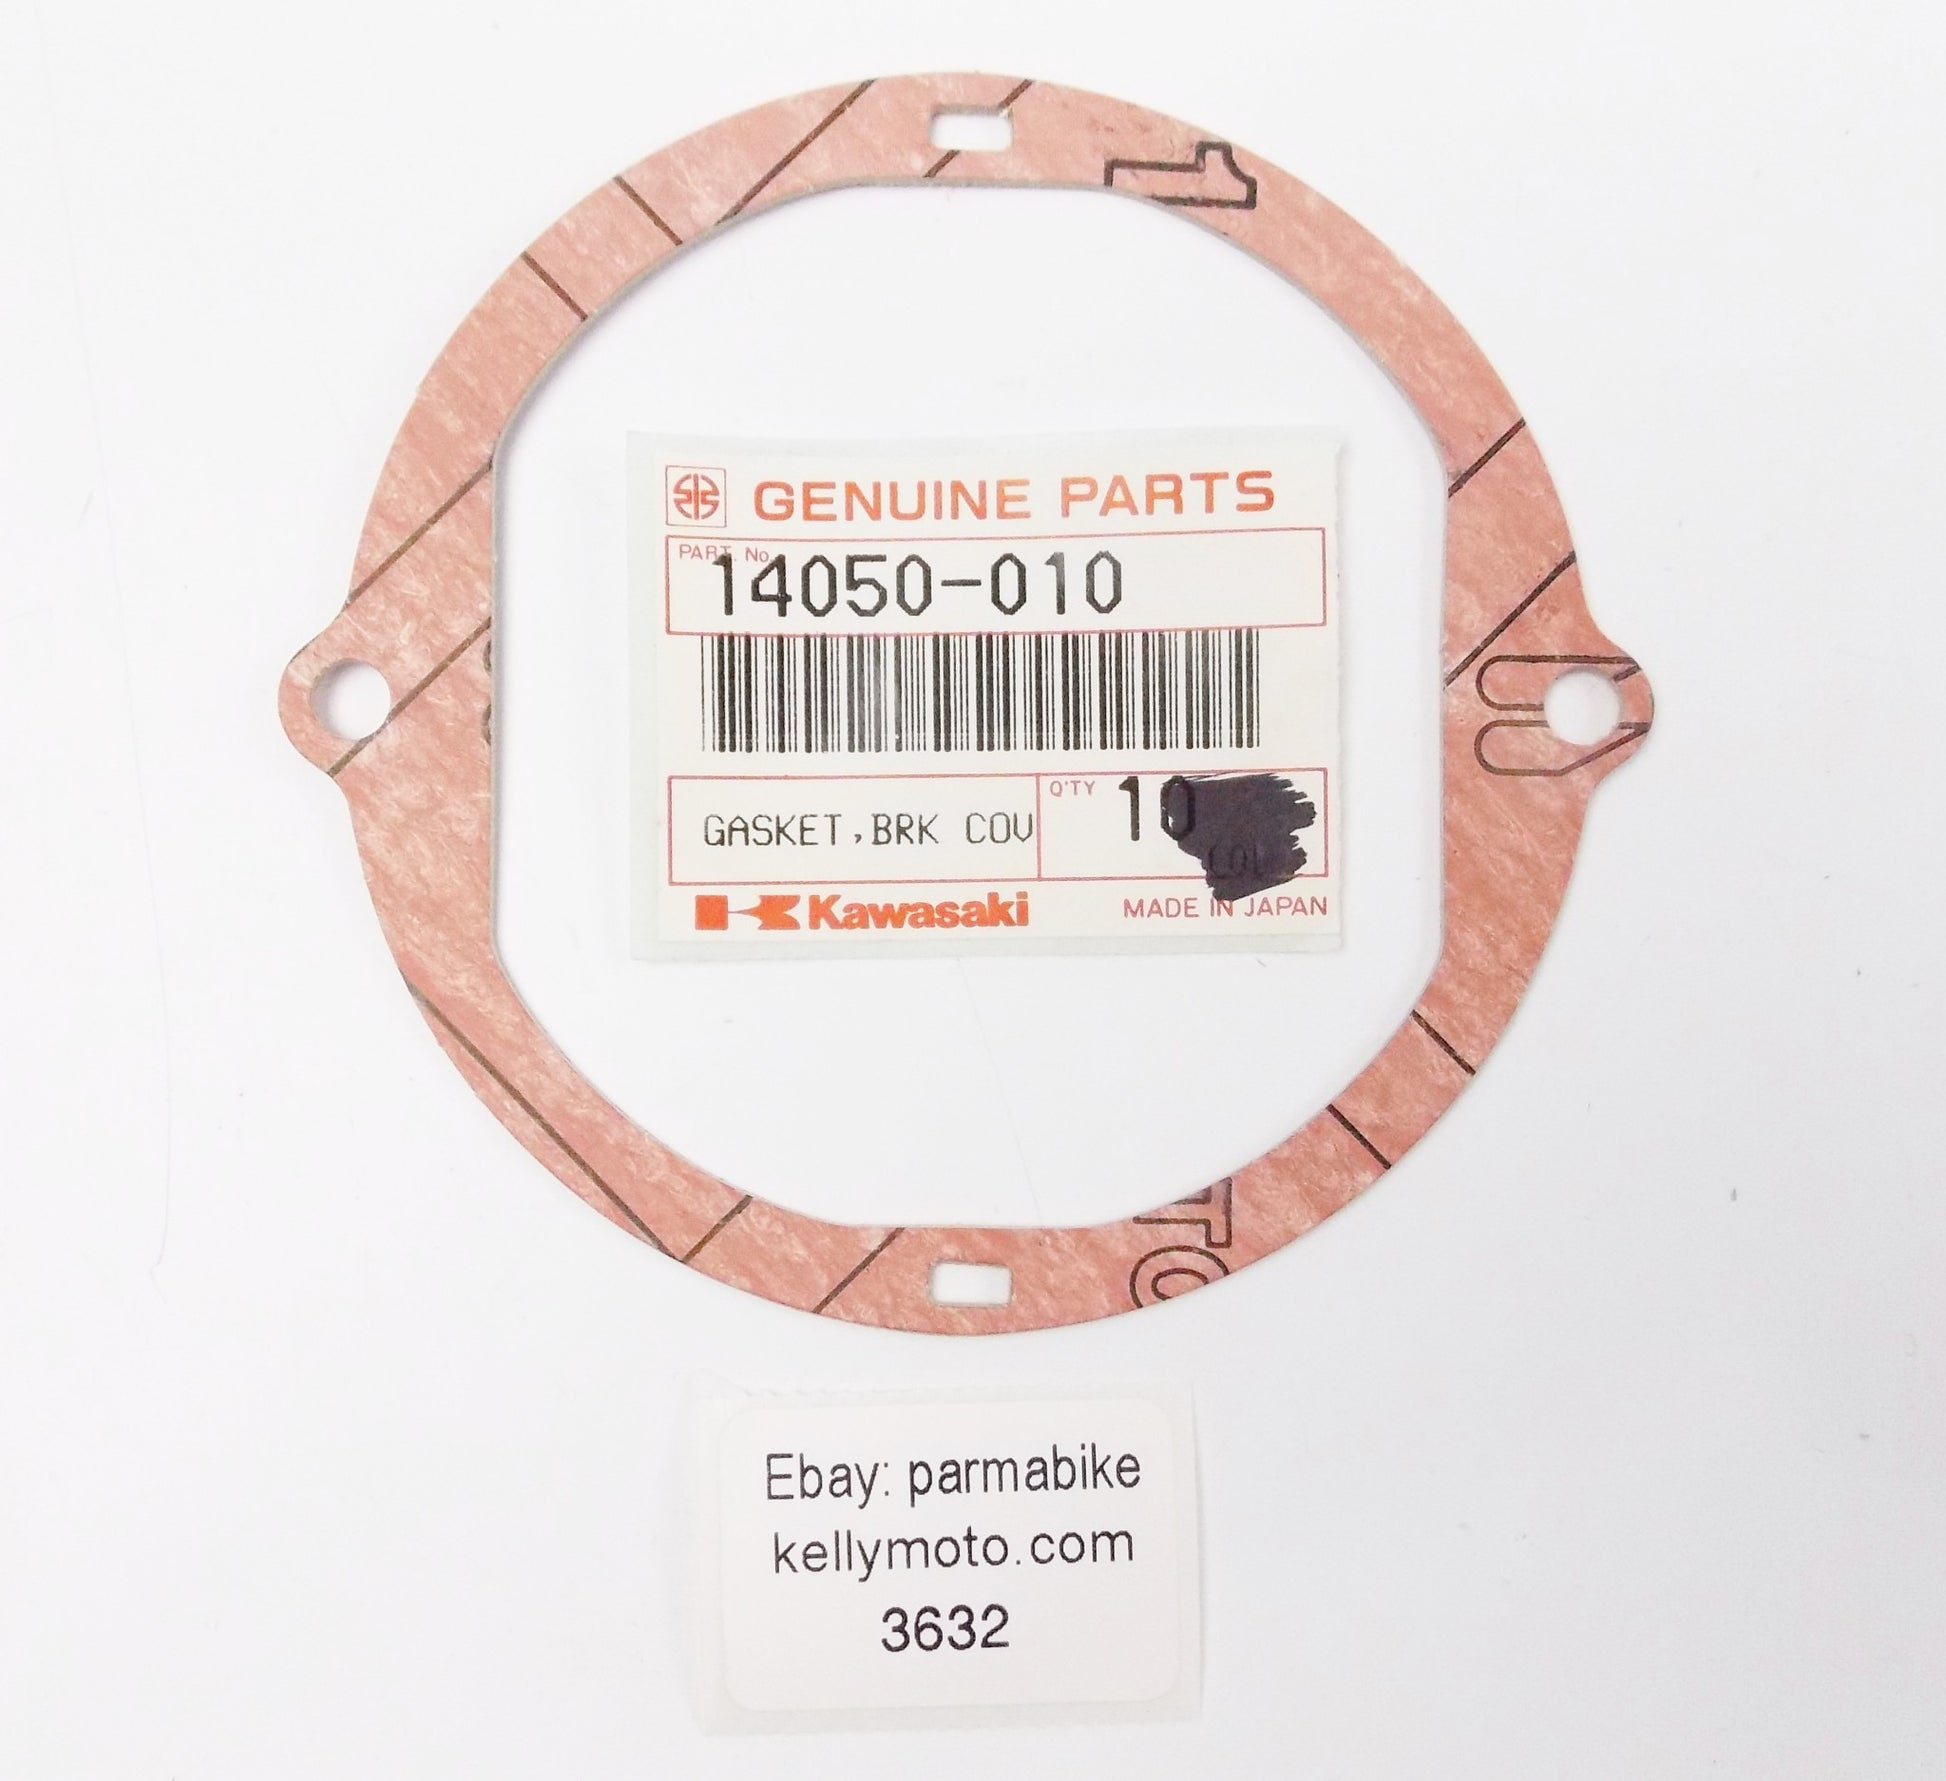 GENUINE PARTS
PART. No.
14050-010
GASKET,BRK COV
Q'TY 10
Kawasaki
MADE IN JAPAN
Ebay: parmabike
kellymoto.com
3632